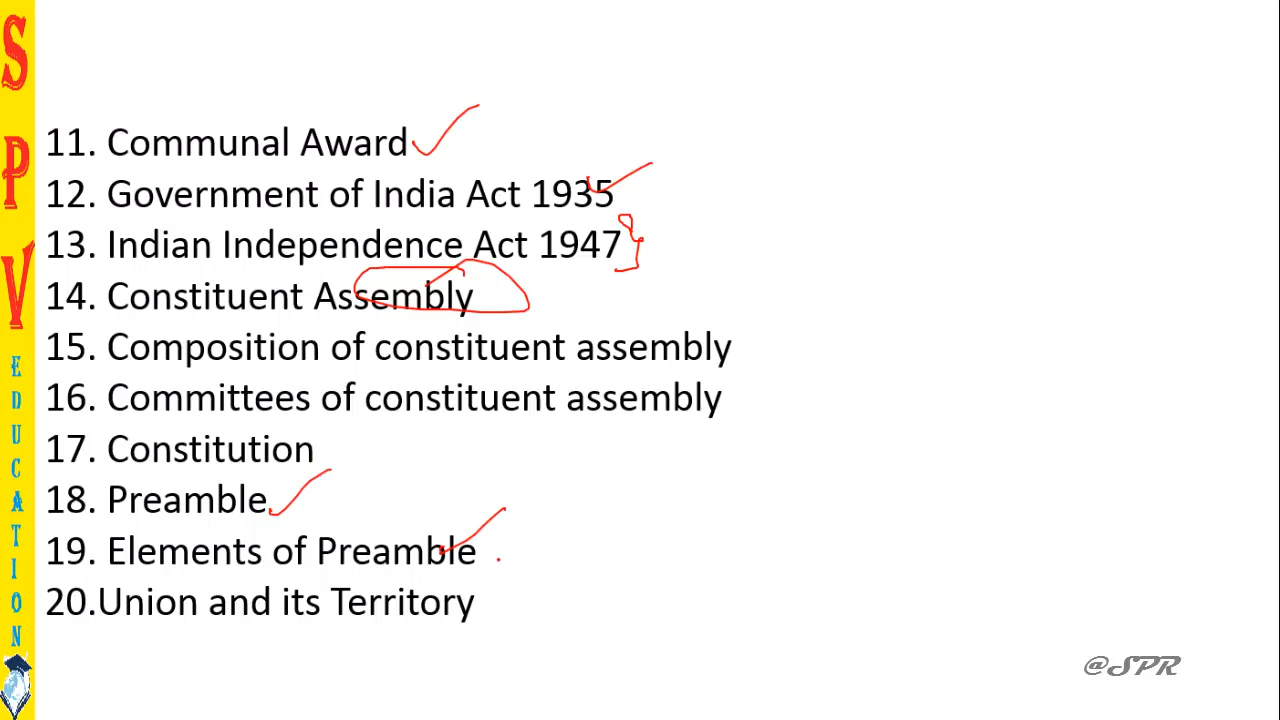 S
P
V
EDUCATION
11. Communal Award
12. Government of India Act 1935
13. Indian Independence Act 1947
14. Constituent Assembly
15. Composition of constituent assembly
16. Committees of constituent assembly
17. Constitution
18. Preamble
19. Elements of Preamble
20.Union and its Territory
@SPR